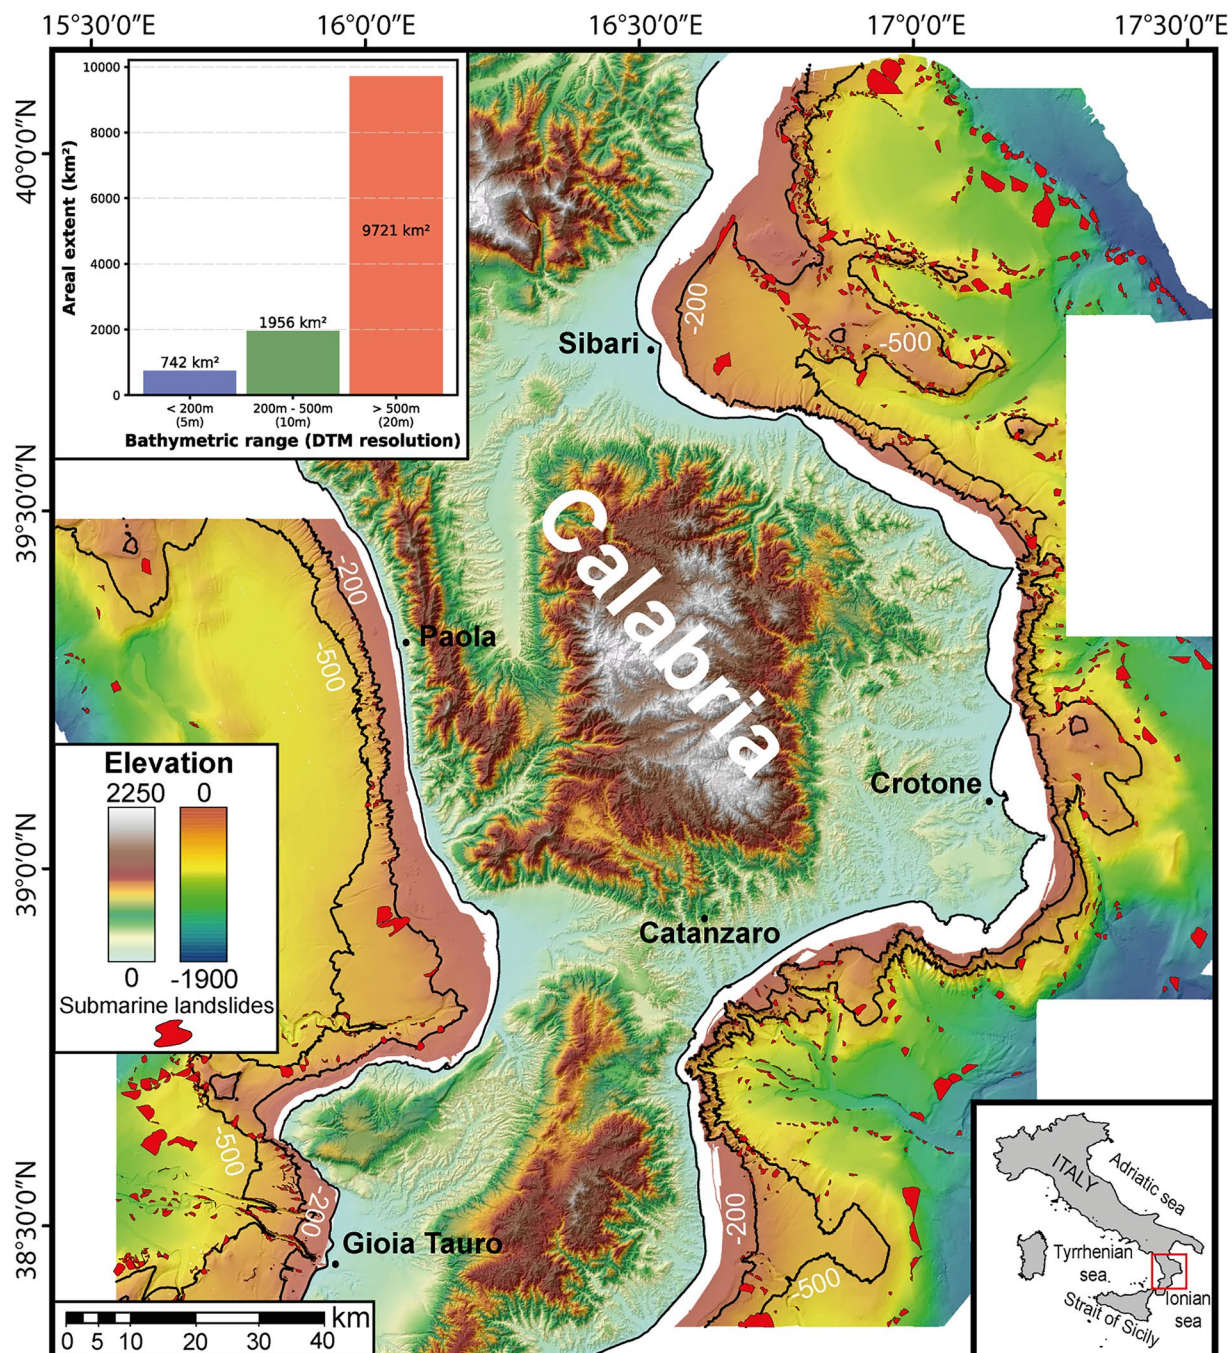 15°30′0″E
16°0′0″E
16°30′0″E
17°0′0″E
17°30′0″E
40°0′0″N
39°30′0″N
39°0′0″N
38°30′0″N
Areal extent (km²)
10000
8000
6000
4000
2000
0
742 km²
1956 km²
9721 km²
< 200m
(5m)
200m - 500m
(10m)
> 500m
(20m)
Bathymetric range (DTM resolution)
-200
-500
Sibari
Calabria
-200
-500
Paola
Crotone
Catanzaro
Elevation
2250
0
0
-1900
Submarine landslides
-500
-200
Gioia Tauro
-200
-500
0
5
10
20
30
40
km
ITALY
Adriatic sea
Tyrrhenian
sea
Ionian
sea
Strait of Sicily